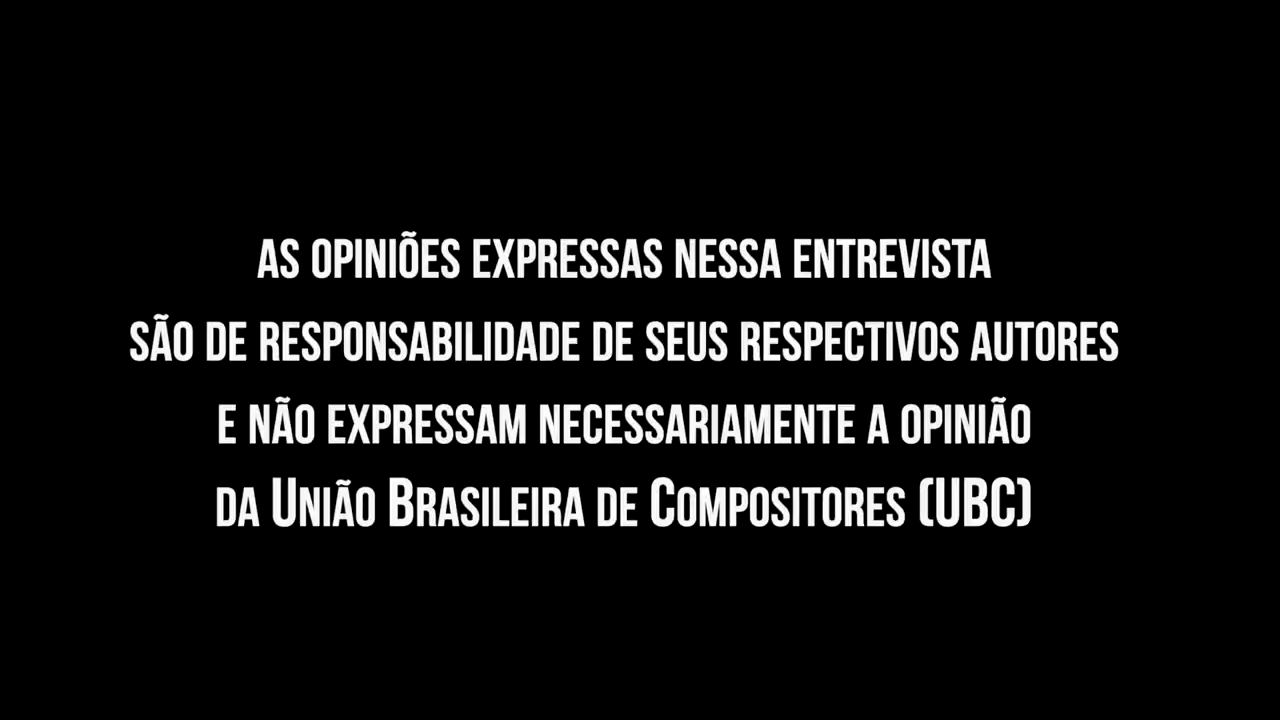 AS OPINIÕES EXPRESSAS NESSA ENTREVISTA
SÃO DE RESPONSABILIDADE DE SEUS RESPECTIVOS AUTORES
E NÃO EXPRESSAM NECESSARIAMENTE A OPINIÃO
DA UNIÃO BRASILEIRA DE COMPOSITORES (UBC)